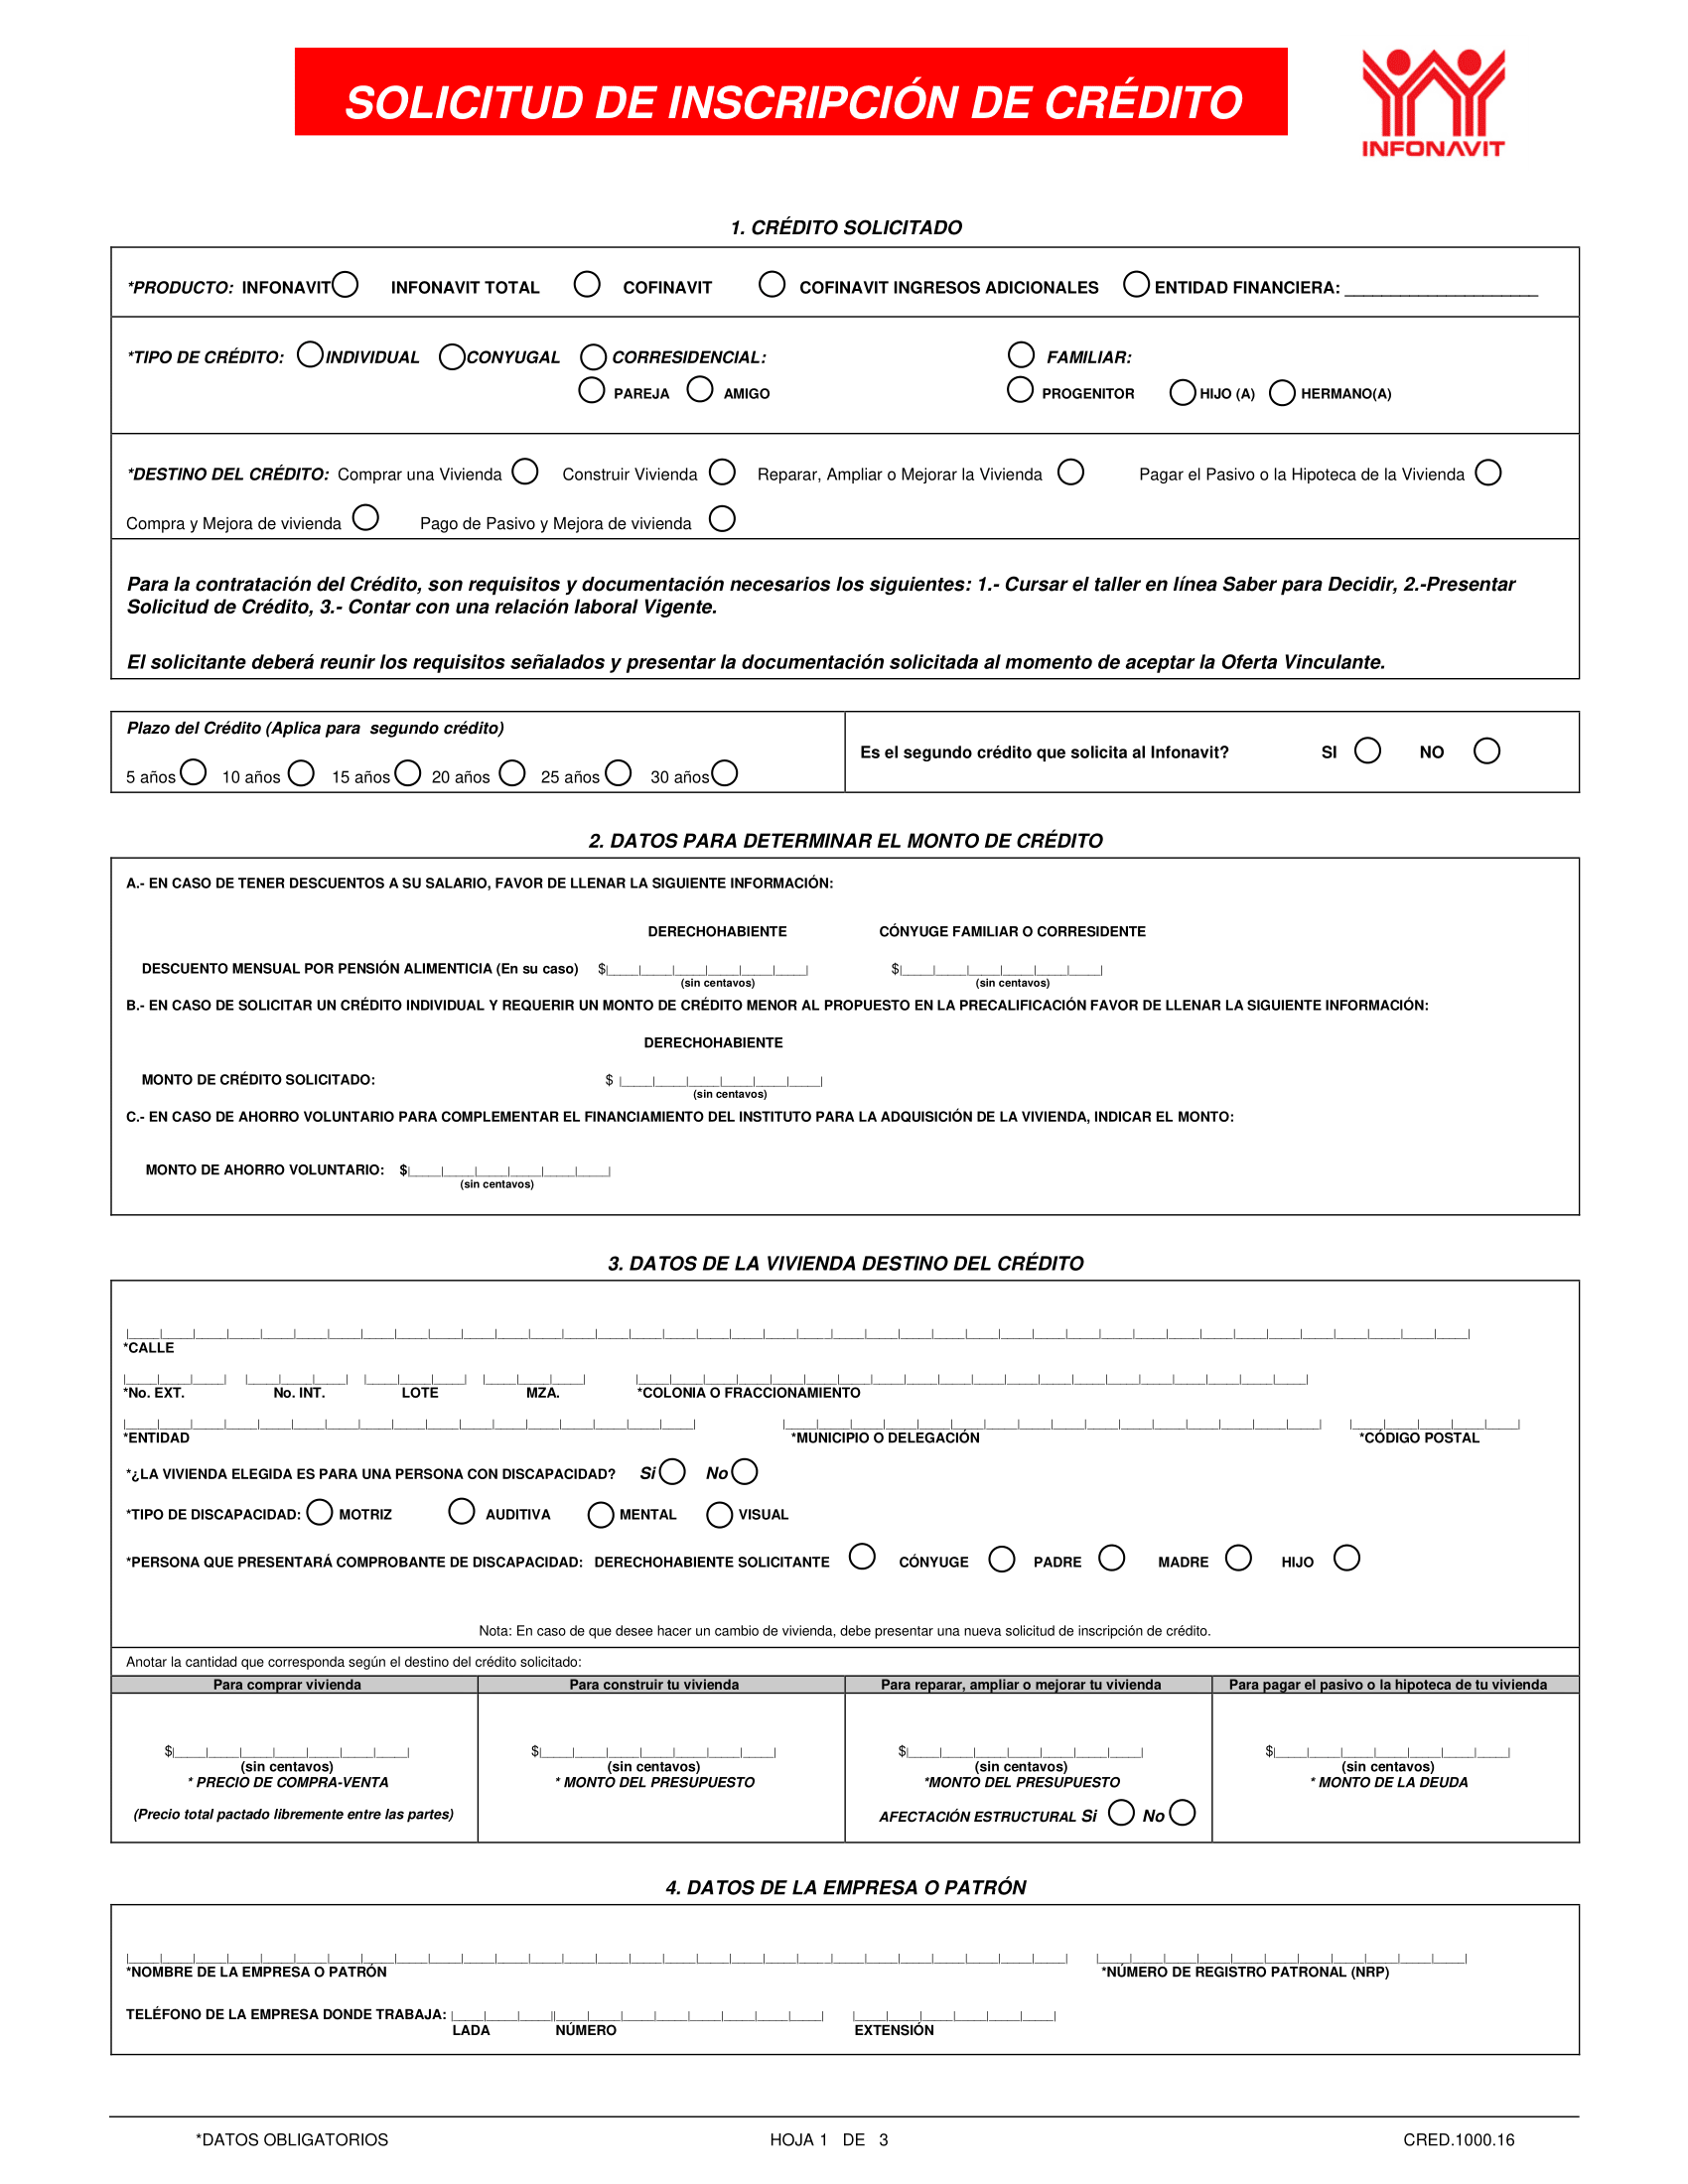 SOLICITUD DE INSCRIPCIÓN DE CRÉDITO
INFONAVIT
1. CRÉDITO SOLICITADO
*PRODUCTO: INFONAVIT INFONAVIT TOTAL COFINAVIT COFINAVIT INGRESOS ADICIONALES ENTIDAD FINANCIERA: ____________________
*TIPO DE CRÉDITO: INDIVIDUAL CONYUGAL CORRESIDENCIAL: FAMILIAR:
PAREJA AMIGO PROGENITOR HIJO (A) HERMANO(A)
*DESTINO DEL CRÉDITO: Comprar una Vivienda Construir Vivienda Reparar, Ampliar o Mejorar la Vivienda Pagar el Pasivo o la Hipoteca de la Vivienda
Compra y Mejora de vivienda Pago de Pasivo y Mejora de vivienda
Para la contratación del Crédito, son requisitos y documentación necesarios los siguientes: 1.- Cursar el taller en línea Saber para Decidir, 2.-Presentar
Solicitud de Crédito, 3.- Contar con una relación laboral Vigente.
El solicitante deberá reunir los requisitos señalados y presentar la documentación solicitada al momento de aceptar la Oferta Vinculante.
Plazo del Crédito (Aplica para segundo crédito)
5 años 10 años 15 años 20 años 25 años 30 años
Es el segundo crédito que solicita al Infonavit? SI NO
2. DATOS PARA DETERMINAR EL MONTO DE CRÉDITO
A.- EN CASO DE TENER DESCUENTOS A SU SALARIO, FAVOR DE LLENAR LA SIGUIENTE INFORMACIÓN:
DERECHOHABIENTE CÓNYUGE FAMILIAR O CORRESIDENTE
DESCUENTO MENSUAL POR PENSIÓN ALIMENTICIA (En su caso) $ $
(sin centavos) (sin centavos)
B.- EN CASO DE SOLICITAR UN CRÉDITO INDIVIDUAL Y REQUERIR UN MONTO DE CRÉDITO MENOR AL PROPUESTO EN LA PRECALIFICACIÓN FAVOR DE LLENAR LA SIGUIENTE INFORMACIÓN:
DERECHOHABIENTE
MONTO DE CRÉDITO SOLICITADO: $
(sin centavos)
C.- EN CASO DE AHORRO VOLUNTARIO PARA COMPLEMENTAR EL FINANCIAMIENTO DEL INSTITUTO PARA LA ADQUISICIÓN DE LA VIVIENDA, INDICAR EL MONTO:
MONTO DE AHORRO VOLUNTARIO: $
(sin centavos)
3. DATOS DE LA VIVIENDA DESTINO DEL CRÉDITO
*CALLE
*No. EXT. No. INT. LOTE MZA. *COLONIA O FRACCIONAMIENTO
*ENTIDAD *MUNICIPIO O DELEGACIÓN *CÓDIGO POSTAL
*¿LA VIVIENDA ELEGIDA ES PARA UNA PERSONA CON DISCAPACIDAD? Si No
*TIPO DE DISCAPACIDAD: MOTRIZ AUDITIVA MENTAL VISUAL
*PERSONA QUE PRESENTARÁ COMPROBANTE DE DISCAPACIDAD: DERECHOHABIENTE SOLICITANTE CÓNYUGE PADRE MADRE HIJO
Nota: En caso de que desee hacer un cambio de vivienda, debe presentar una nueva solicitud de inscripción de crédito.
Anotar la cantidad que corresponda según el destino del crédito solicitado:
Para comprar vivienda Para construir tu vivienda Para reparar, ampliar o mejorar tu vivienda Para pagar el pasivo o la hipoteca de tu vivienda
$ $ $ $
(sin centavos) (sin centavos) (sin centavos) (sin centavos)
* PRECIO DE COMPRA-VENTA * MONTO DEL PRESUPUESTO *MONTO DEL PRESUPUESTO * MONTO DE LA DEUDA
(Precio total pactado libremente entre las partes) AFECTACIÓN ESTRUCTURAL Si No
4. DATOS DE LA EMPRESA O PATRÓN
*NOMBRE DE LA EMPRESA O PATRÓN *NÚMERO DE REGISTRO PATRONAL (NRP)
TELÉFONO DE LA EMPRESA DONDE TRABAJA:
LADA NÚMERO EXTENSIÓN
*DATOS OBLIGATORIOS HOJA 1 DE 3 CRED.1000.16